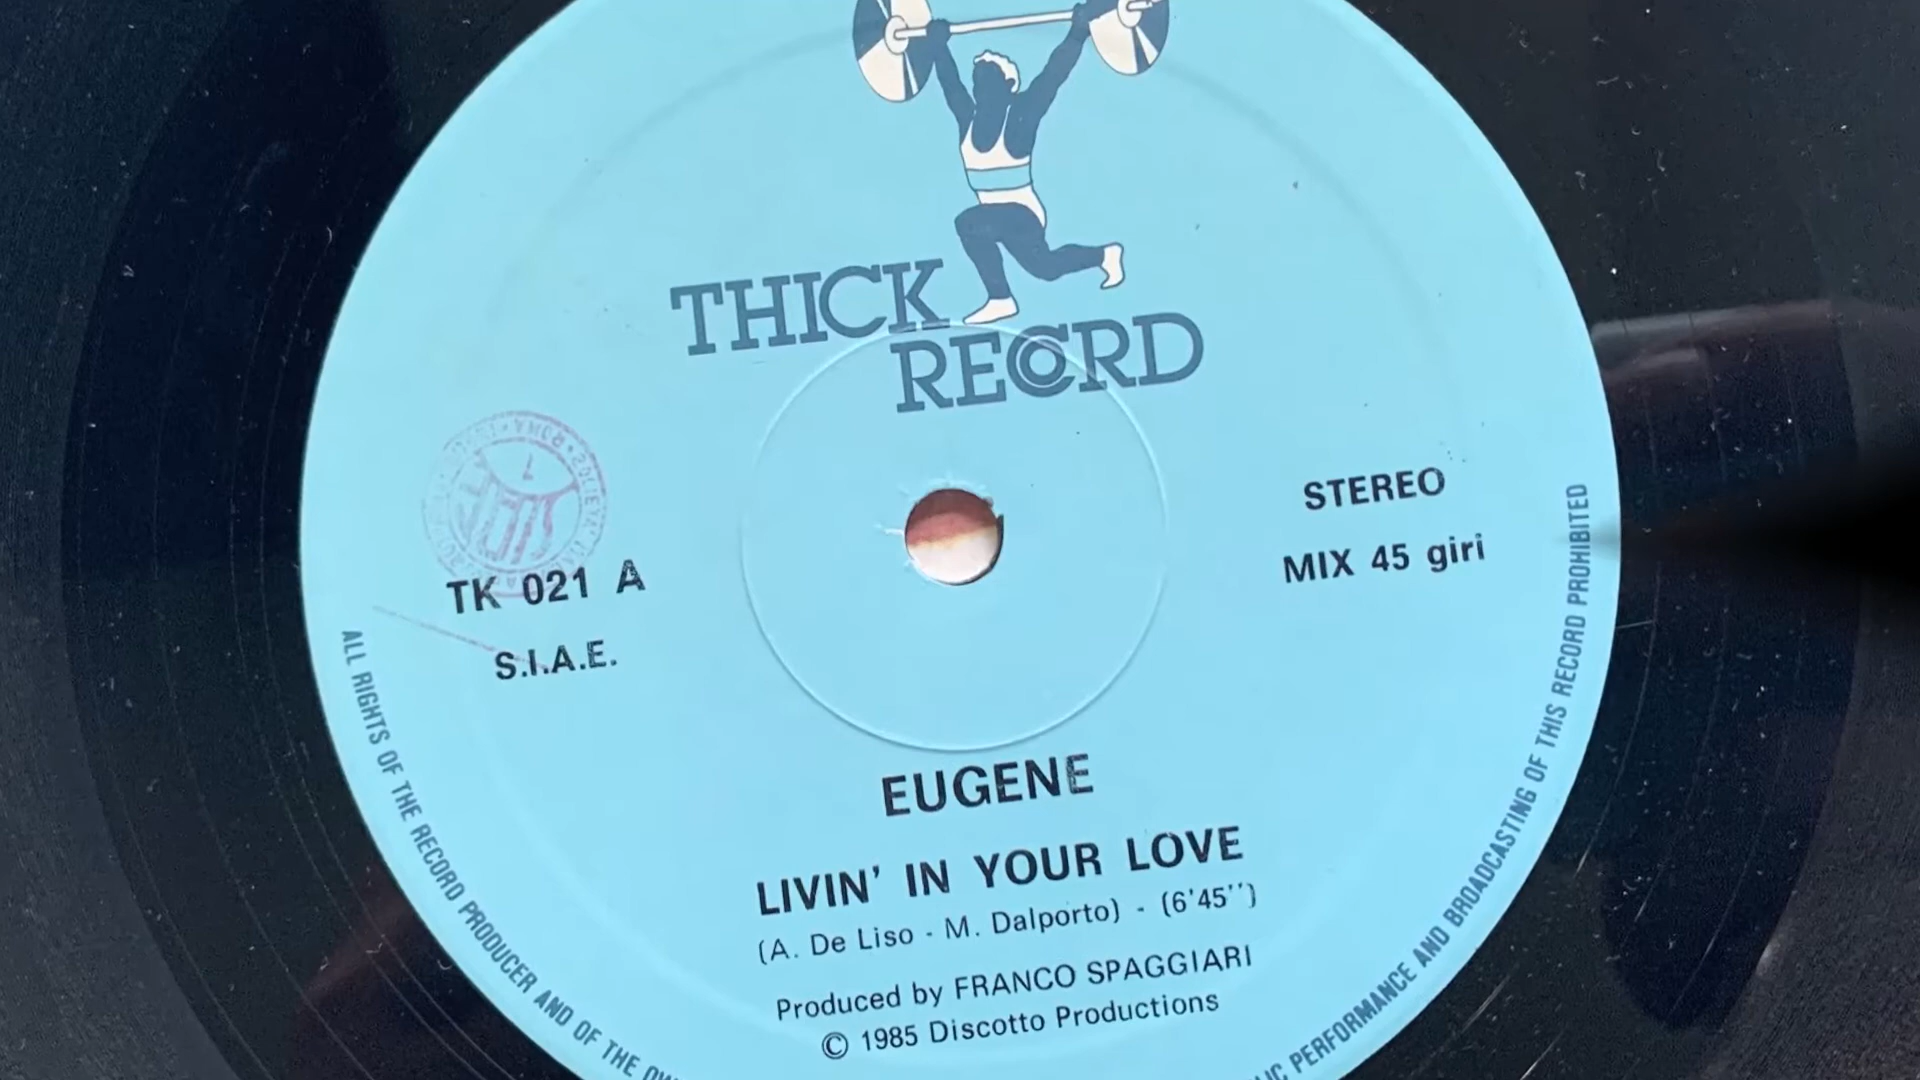 THICK
RECORD
STEREO
MIX 45 giri
TK 021 A
S.I.A.E.
EUGENE
LIVIN' IN YOUR LOVE
(A. De Liso - M. Dalporto) - (6'45'')
Produced by FRANCO SPAGGIARI
© 1985 Discotto Productions
ALL RIGHTS OF THE RECORD PRODUCER AND OF THE
PERFORMANCE AND BROADCASTING OF THIS RECORD PROHIBITED
SIAE
ROMA